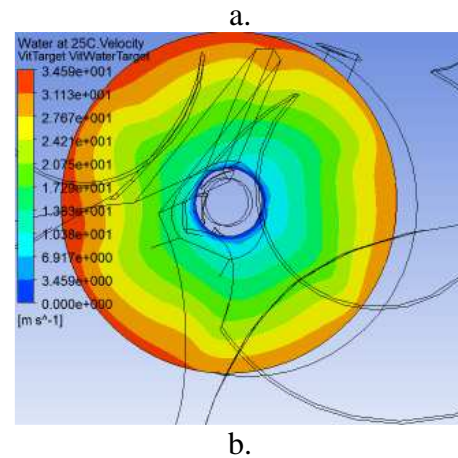 a.
Water at 25C.Velocity
VitTarget VitWaterTarget
3.459e+001
3.113e+001
2.767e+001
2.421e+001
2.075e+001
1.729e+001
1.383e+001
1.038e+001
6.917e+000
3.459e+000
0.000e+000
[m s^-1]
b.